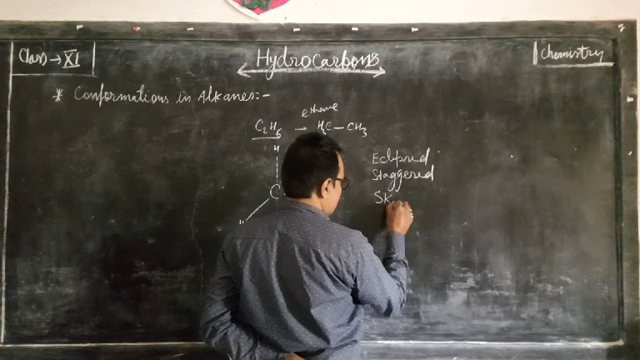 Class → XI
Hydrocarbons
Chemistry
* Conformations in Alkanes:-
ethane
C₂H₆ → H₃C – CH₃
H
C
Eclipsed
Staggered
Sk